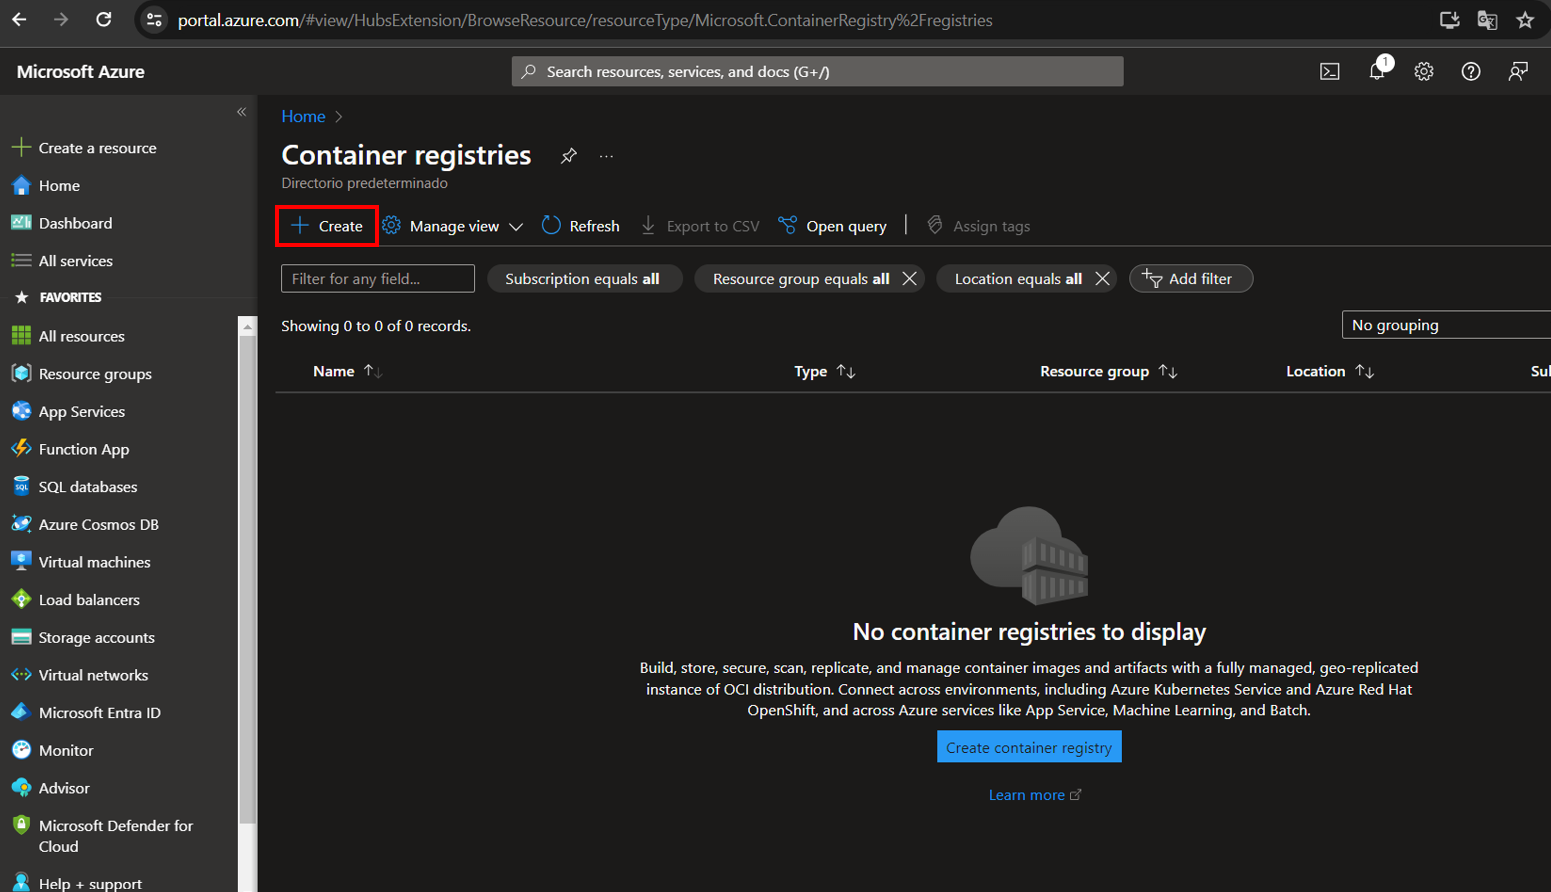 portal.azure.com/#view/HubsExtension/BrowseResource/resourceType/Microsoft.ContainerRegistry%2Fregistries
Microsoft Azure
Search resources, services, and docs (G+/)
1
Create a resource
Home
Dashboard
All services
FAVORITES
All resources
Resource groups
App Services
Function App
SQL databases
Azure Cosmos DB
Virtual machines
Load balancers
Storage accounts
Virtual networks
Microsoft Entra ID
Monitor
Advisor
Microsoft Defender for
Cloud
Help + support
Home >
Container registries
Directorio predeterminado
Create
Manage view
Refresh
Export to CSV
Open query
Assign tags
Filter for any field...
Subscription equals all
Resource group equals all
Location equals all
Add filter
Showing 0 to 0 of 0 records.
No grouping
Name
Type
Resource group
Location
Sul
No container registries to display
Build, store, secure, scan, replicate, and manage container images and artifacts with a fully managed, geo-replicated
instance of OCI distribution. Connect across environments, including Azure Kubernetes Service and Azure Red Hat
OpenShift, and across Azure services like App Service, Machine Learning, and Batch.
Create container registry
Learn more